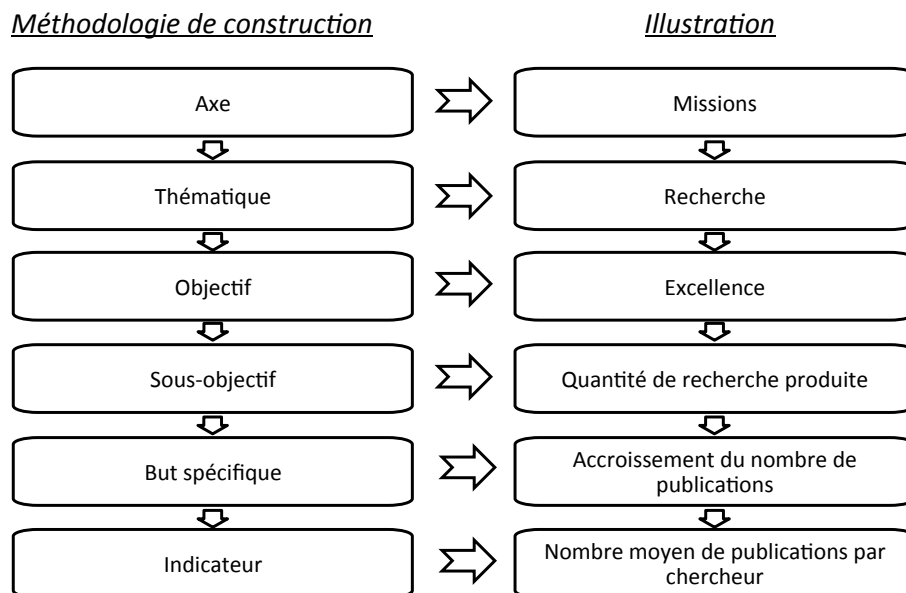 Méthodologie de construction
Illustration
Axe
Missions
Thématique
Recherche
Objectif
Excellence
Sous-objectif
Quantité de recherche produite
But spécifique
Accroissement du nombre de
publications
Indicateur
Nombre moyen de publications par
chercheur